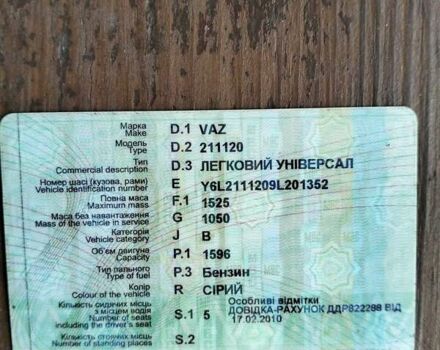 Марка
Make
D.1 VAZ
Модель
Type
D.2 211120
Тип
Commercial description
D.3 ЛЕГКОВИЙ УНІВЕРСАЛ
Номер шасі (кузова, рами)
Vehicle identification number
E Y6L2111209L201352
Повна маса
Maximum mass
F.1 1525
Маса без навантаження
Mass of the vehicle in service
G 1050
Категорія
Vehicle category
J B
Об'єм двигуна
Capacity
P.1 1596
Тип пального
Type of fuel
P.3 Бензин
Колір
Colour of the vehicle
R СІРИЙ
Кількість сидячих місць
з місцем водія
Number of seats
including the driver's seat
S.1 5
Особливі відмітки
ДОВІДКА-РАХУНОК ДДР822288 ВІД
17.02.2010
Кількість стоячих місць
Number of standing places
S.2